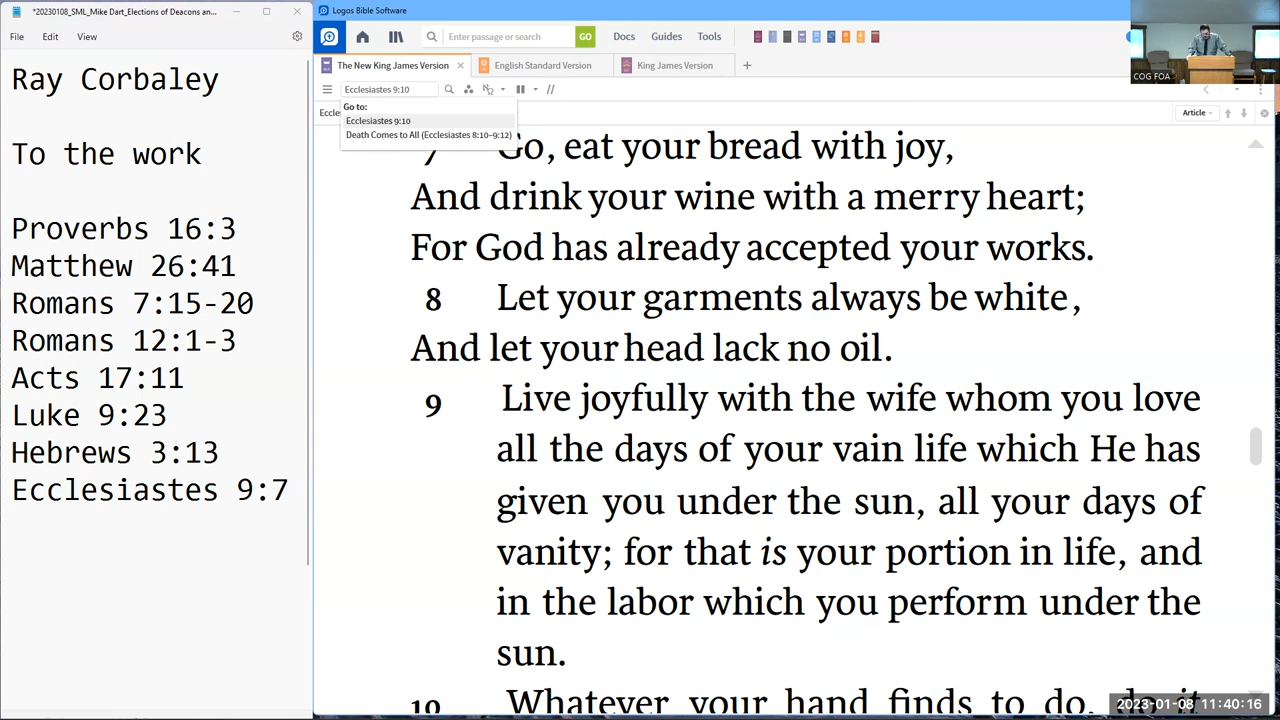 *20230108_SML_Mike Dart_Elections of Deacons an...
File Edit View
Ray Corbaley
To the work
Proverbs 16:3
Matthew 26:41
Romans 7:15-20
Romans 12:1-3
Acts 17:11
Luke 9:23
Hebrews 3:13
Ecclesiastes 9:7
Logos Bible Software
Enter passage or search GO Docs Guides Tools
The New King James Version English Standard Version King James Version
Ecclesiastes 9:10
Go to:
Ecclesiastes 9:10
Death Comes to All (Ecclesiastes 8:10–9:12)
Eccle
Article
7 Go, eat your bread with joy,
And drink your wine with a merry heart;
For God has already accepted your works.
8 Let your garments always be white,
And let your head lack no oil.
9 Live joyfully with the wife whom you love
all the days of your vain life which He has
given you under the sun, all your days of
vanity; for that is your portion in life, and
in the labor which you perform under the
sun.
10 Whatever your hand finds to do, do it
COG FOA
2023-01-08 11:40:16